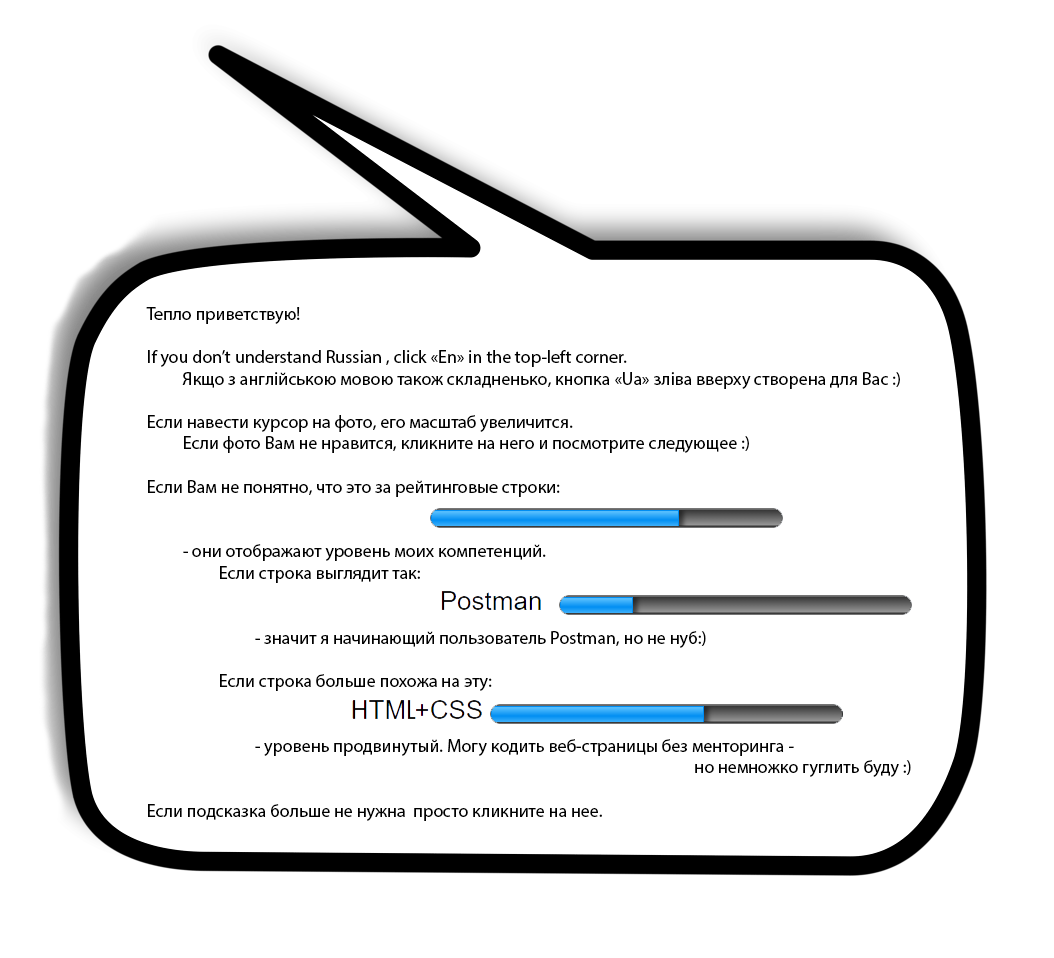 Тепло приветствую!
If you don't understand Russian , click «En» in the top-left corner.
Якщо з англійською мовою також складненько, кнопка «Ua» зліва вверху створена для Вас :)
Если навести курсор на фото, его масштаб увеличится.
Если фото Вам не нравится, кликните на него и посмотрите следующее :)
Если Вам не понятно, что это за рейтинговые строки:
- они отображают уровень моих компетенций.
Если строка выглядит так:
Postman
- значит я начинающий пользователь Postman, но не нуб:)
Если строка больше похожа на эту:
HTML+CSS
- уровень продвинутый. Могу кодить веб-страницы без менторинга -
но немножко гуглить буду :)
Если подсказка больше не нужна  просто кликните на нее.